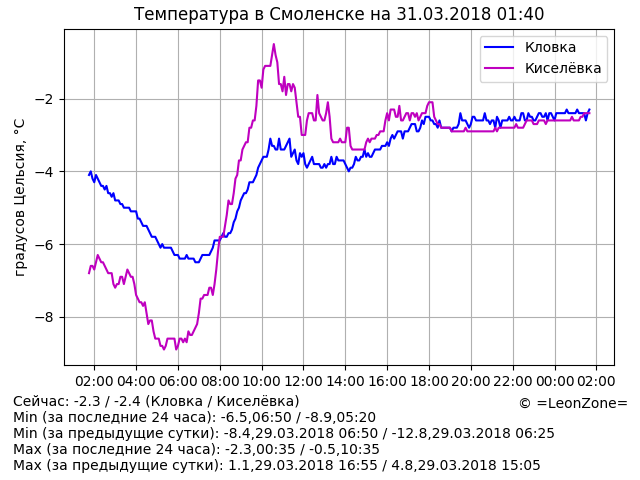 Температура в Смоленске на 31.03.2018 01:40
Кловка
Киселёвка
градусов Цельсия, °C
−2
−4
−6
−8
02:00 04:00 06:00 08:00 10:00 12:00 14:00 16:00 18:00 20:00 22:00 00:00 02:00
Сейчас: -2.3 / -2.4 (Кловка / Киселёвка)
© =LeonZone=
Min (за последние 24 часа): -6.5,06:50 / -8.9,05:20
Min (за предыдущие сутки): -8.4,29.03.2018 06:50 / -12.8,29.03.2018 06:25
Max (за последние 24 часа): -2.3,00:35 / -0.5,10:35
Max (за предыдущие сутки): 1.1,29.03.2018 16:55 / 4.8,29.03.2018 15:05